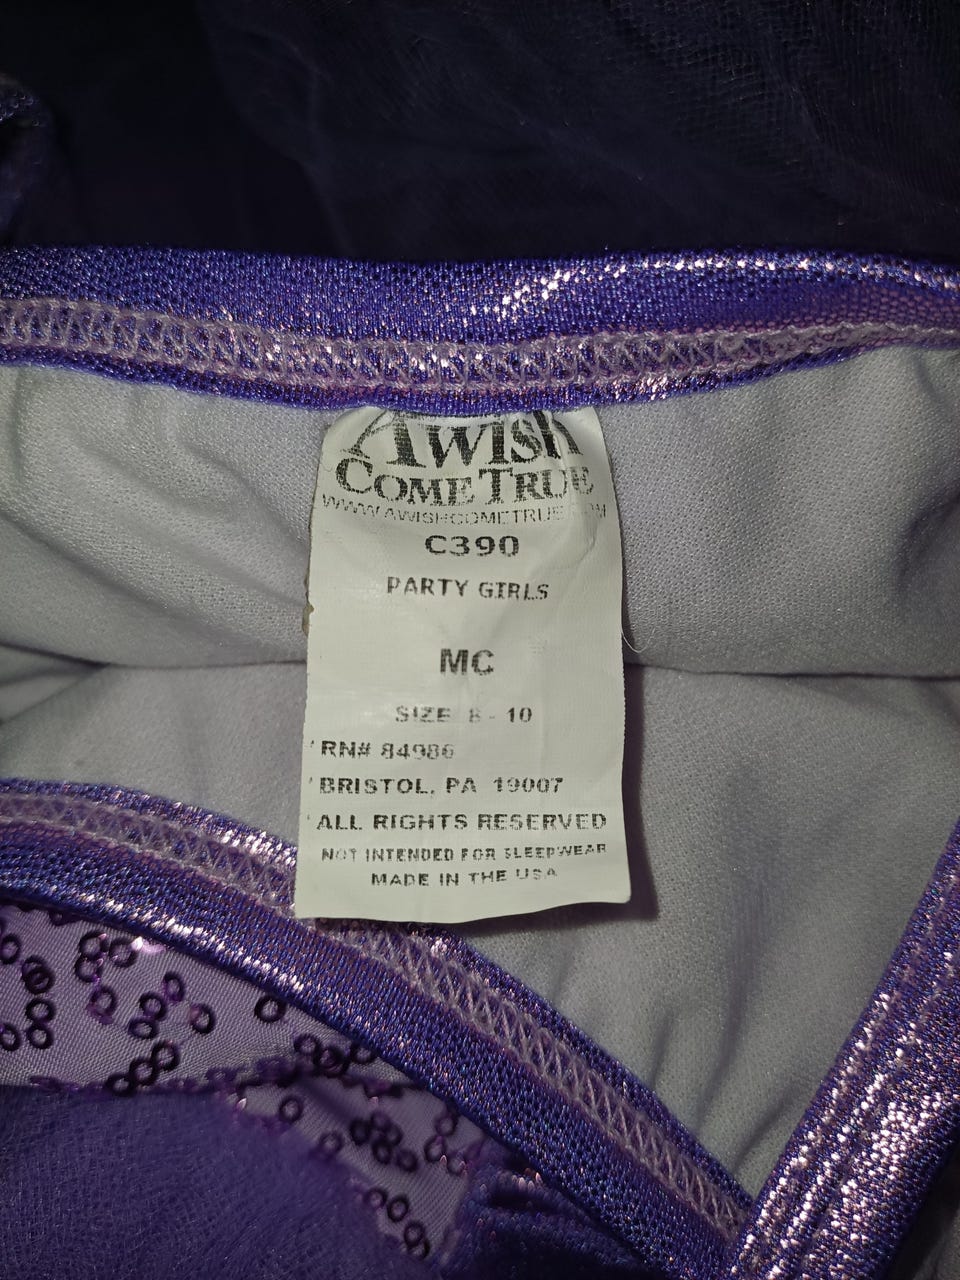 A WISH
COME TRUE
WWW.AWISHCOMETRUE.COM
C390
PARTY GIRLS
MC
SIZE 8 - 10
RN# 84986
BRISTOL, PA 19007
ALL RIGHTS RESERVED
NOT INTENDED FOR SLEEPWEAR
MADE IN THE USA